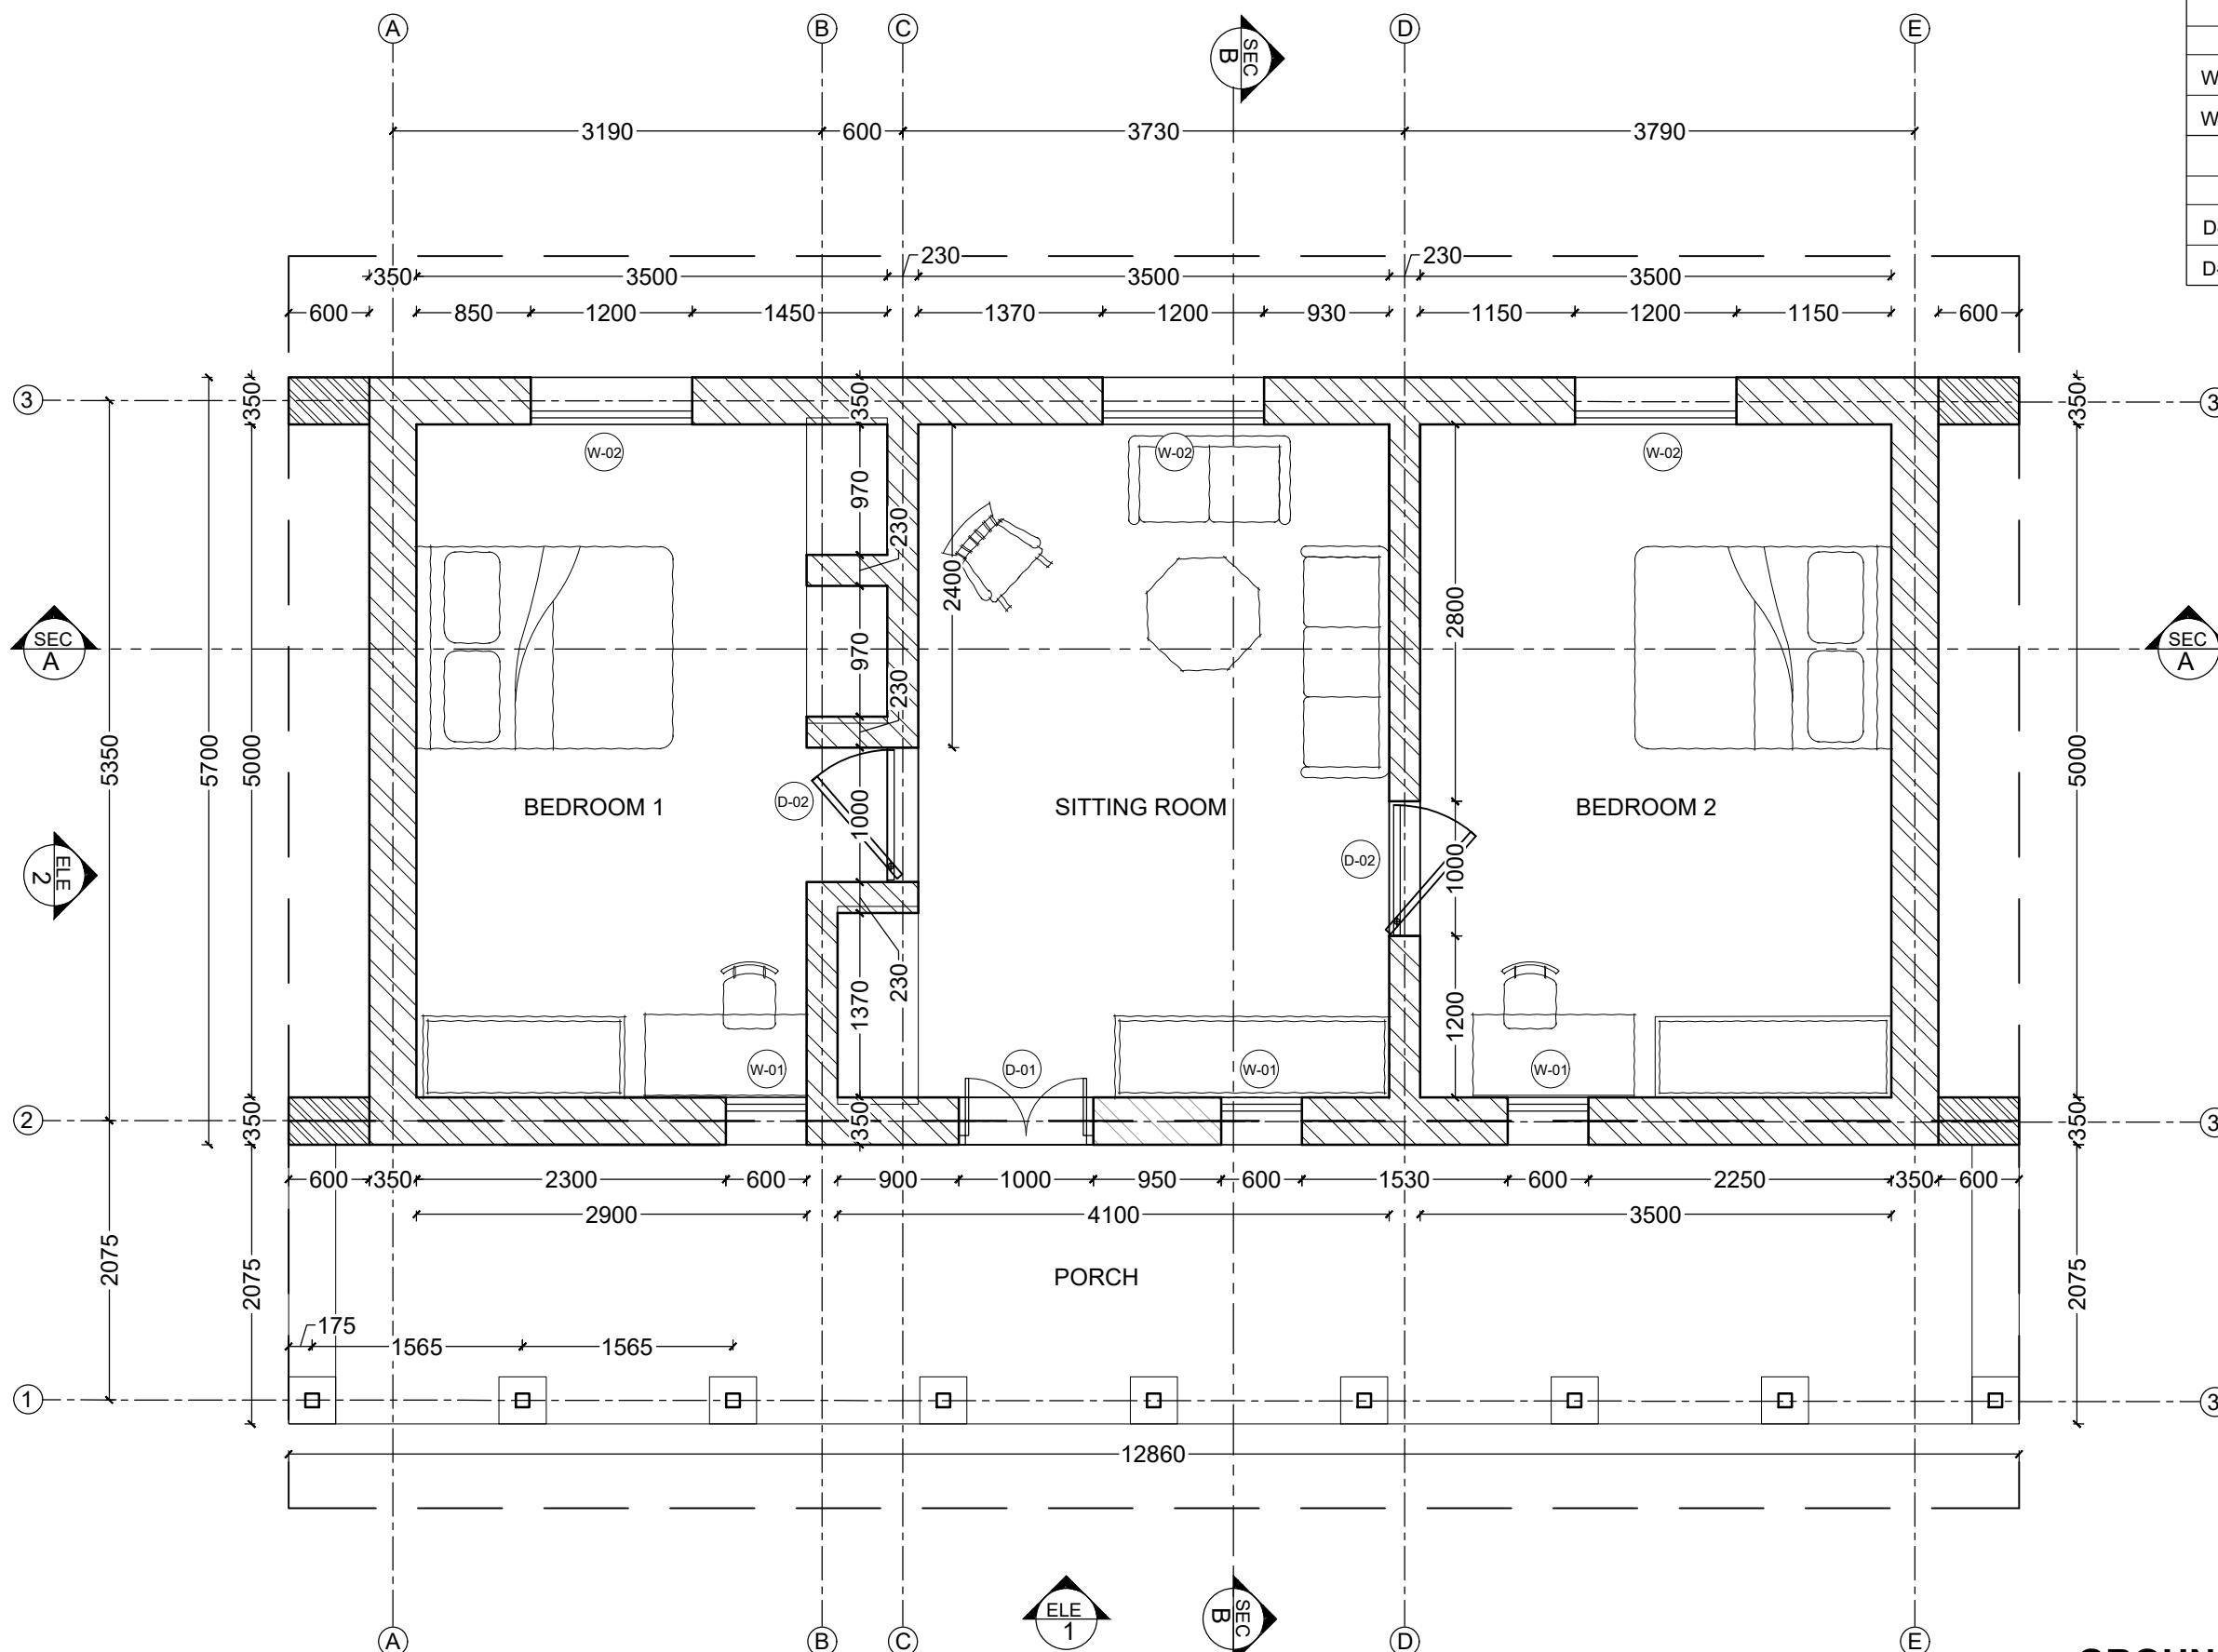 A B C D E
SEC B
W
W
D-
D-
3190 600 3730 3790
230 230
350 3500 3500 3500
600 850 1200 1450 1370 1200 930 1150 1200 1150 600
3 350 350 350 3
W-02 W-02 W-02
970 230
2400 2800
SEC A 970 SEC A
230
5350 5700 5000 5000
BEDROOM 1 D-02 1000 SITTING ROOM D-02 1000 BEDROOM 2
ELE 2
1370 230 1200
W-01 D-01 W-01 W-01
2 350 350 350 3
600 350 2300 600 900 1000 950 600 1530 600 2250 350 600
2900 4100 3500
2075 2075 PORCH 2075
175
1565 1565
1 3
12860
ELE 1 SEC B
A B C D E
GROUN